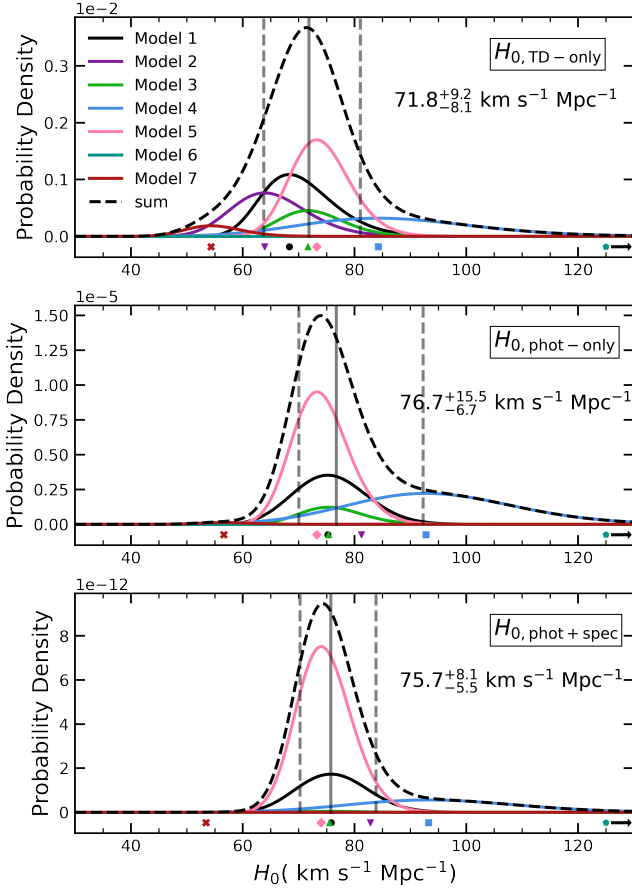 1e−2
Probability Density
0.3
0.2
0.1
0.0
Model 1
Model 2
Model 3
Model 4
Model 5
Model 6
Model 7
sum
H0, TD − only
71.8 +9.2 −8.1 km s−1 Mpc−1
40 60 80 100 120
1e−5
Probability Density
1.50
1.25
1.00
0.75
0.50
0.25
0.00
H0, phot − only
76.7 +15.5 −6.7 km s−1 Mpc−1
40 60 80 100 120
1e−12
Probability Density
8
6
4
2
0
H0, phot + spec
75.7 +8.1 −5.5 km s−1 Mpc−1
40 60 80 100 120
H0( km s−1 Mpc−1)